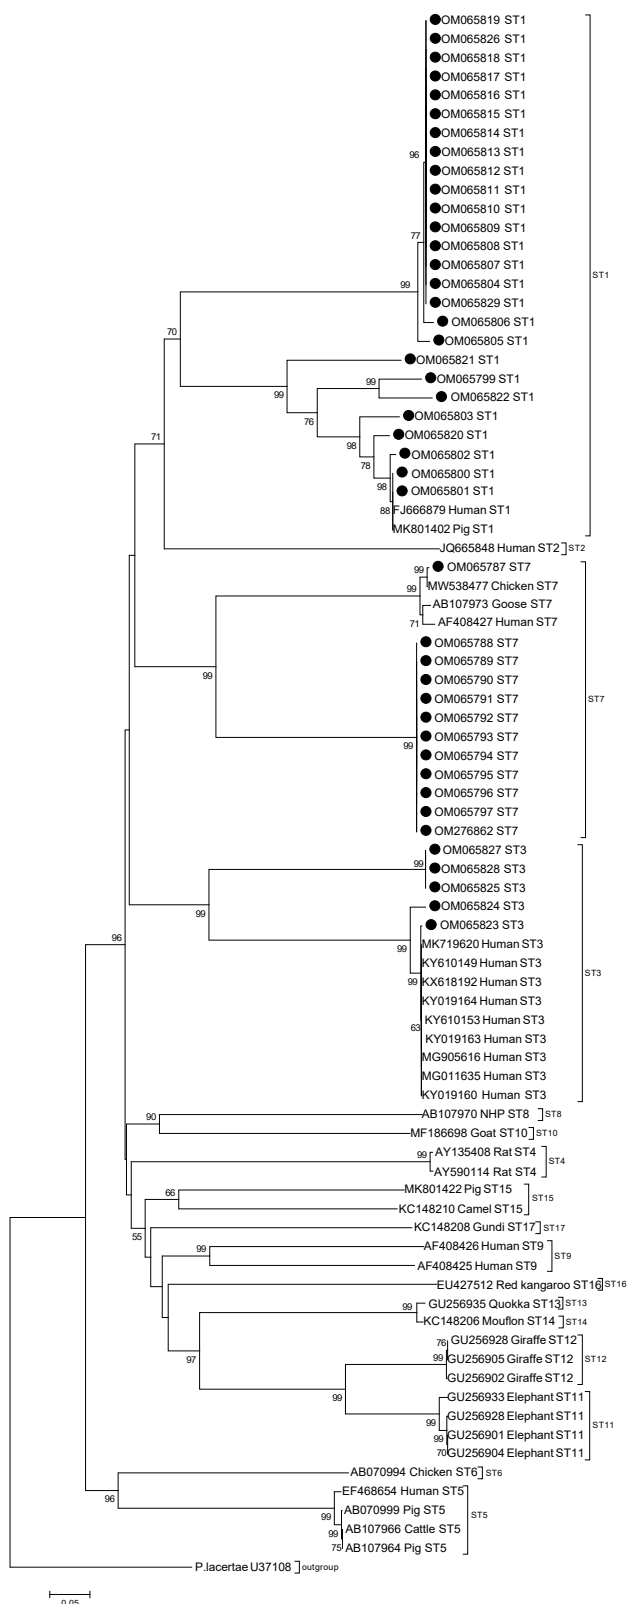 OM065819 ST1
OM065826 ST1
OM065818 ST1
OM065817 ST1
OM065816 ST1
OM065815 ST1
OM065814 ST1
OM065813 ST1
96
OM065812 ST1
OM065811 ST1
OM065810 ST1
OM065809 ST1
77
OM065808 ST1
OM065807 ST1
ST1
OM065804 ST1
99
OM065829 ST1
OM065806 ST1
70
OM065805 ST1
OM065821 ST1
OM065799 ST1
99
99
OM065822 ST1
OM065803 ST1
76
OM065820 ST1
71
98
OM065802 ST1
78
OM065800 ST1
98
OM065801 ST1
88
FJ666879 Human ST1
MK801402 Pig ST1
JQ665848 Human ST2
ST2
OM065787 ST7
99
MW538477 Chicken ST7
99
AB107973 Goose ST7
AF408427 Human ST7
71
OM065788 ST7
OM065789 ST7
99
OM065790 ST7
OM065791 ST7
ST7
OM065792 ST7
OM065793 ST7
99
OM065794 ST7
OM065795 ST7
OM065796 ST7
OM065797 ST7
OM276862 ST7
OM065827 ST3
99
OM065828 ST3
OM065825 ST3
OM065824 ST3
99
OM065823 ST3
96
99
MK719620 Human ST3
KY610149 Human ST3
ST3
99
KX618192 Human ST3
KY019164 Human ST3
KY610153 Human ST3
63
KY019163 Human ST3
MG905616 Human ST3
MG011635 Human ST3
KY019160 Human ST3
90
AB107970 NHP ST8
ST8
MF186698 Goat ST10
ST10
99
AY135408 Rat ST4
ST4
AY590114 Rat ST4
66
MK801422 Pig ST15
ST15
KC148210 Camel ST15
KC148208 Gundi ST17
ST17
55
99
AF408426 Human ST9
ST9
AF408425 Human ST9
EU427512 Red kangaroo ST16
ST16
99
GU256935 Quokka ST13
ST13
KC148206 Mouflon ST14
ST14
76
GU256928 Giraffe ST12
97
99
GU256905 Giraffe ST12
ST12
GU256902 Giraffe ST12
99
GU256933 Elephant ST11
99
GU256928 Elephant ST11
ST11
99
GU256901 Elephant ST11
70
GU256904 Elephant ST11
AB070994 Chicken ST6
ST6
96
EF468654 Human ST5
99
AB070999 Pig ST5
ST5
99
AB107966 Cattle ST5
75
AB107964 Pig ST5
P.lacertae U37108
outgroup
0.05